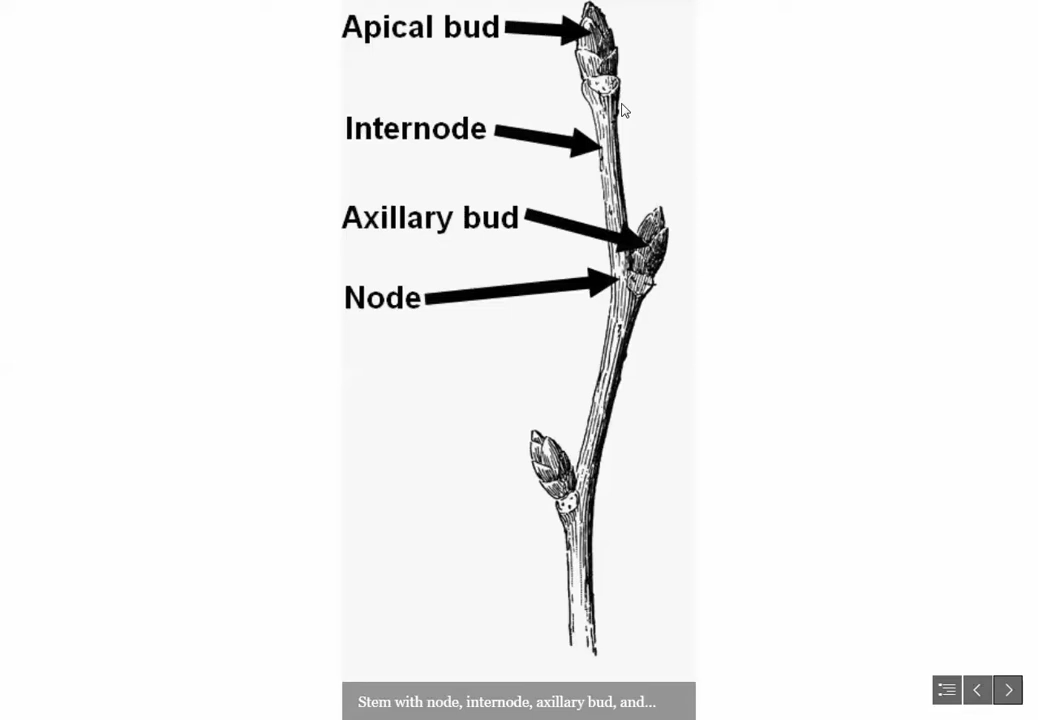 Apical bud
Internode
Axillary bud
Node
Stem with node, internode, axillary bud, and...